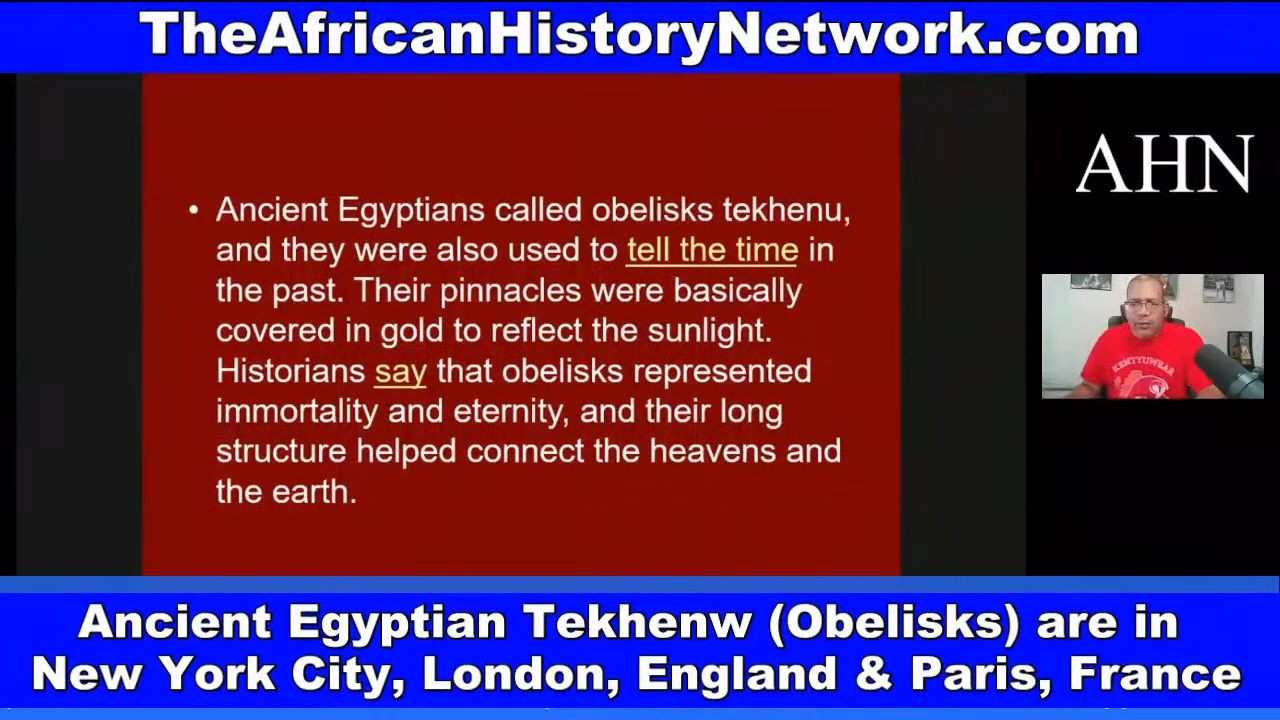 TheAfricanHistoryNetwork.com
AHN
• Ancient Egyptians called obelisks tekhenu,
and they were also used to tell the time in
the past. Their pinnacles were basically
covered in gold to reflect the sunlight.
Historians say that obelisks represented
immortality and eternity, and their long
structure helped connect the heavens and
the earth.
KEMTYUWEAR
Ancient Egyptian Tekhenw (Obelisks) are in
New York City, London, England & Paris, France